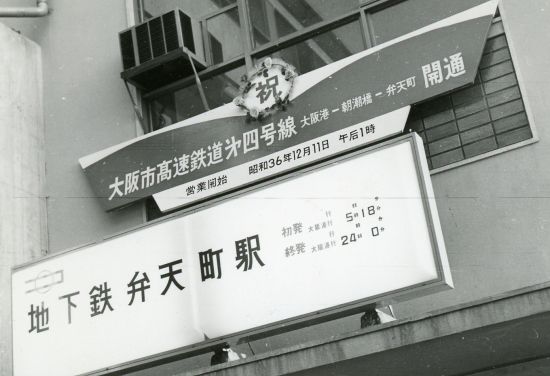 祝
大阪市高速鉄道㐧四号線 大阪港ー朝潮橋ー弁天町 開通
営業開始 昭和36年12月11日 午后1時
地下鉄 弁天町駅
初発 大阪港行 5時18分
終発 大阪港行 24時0分